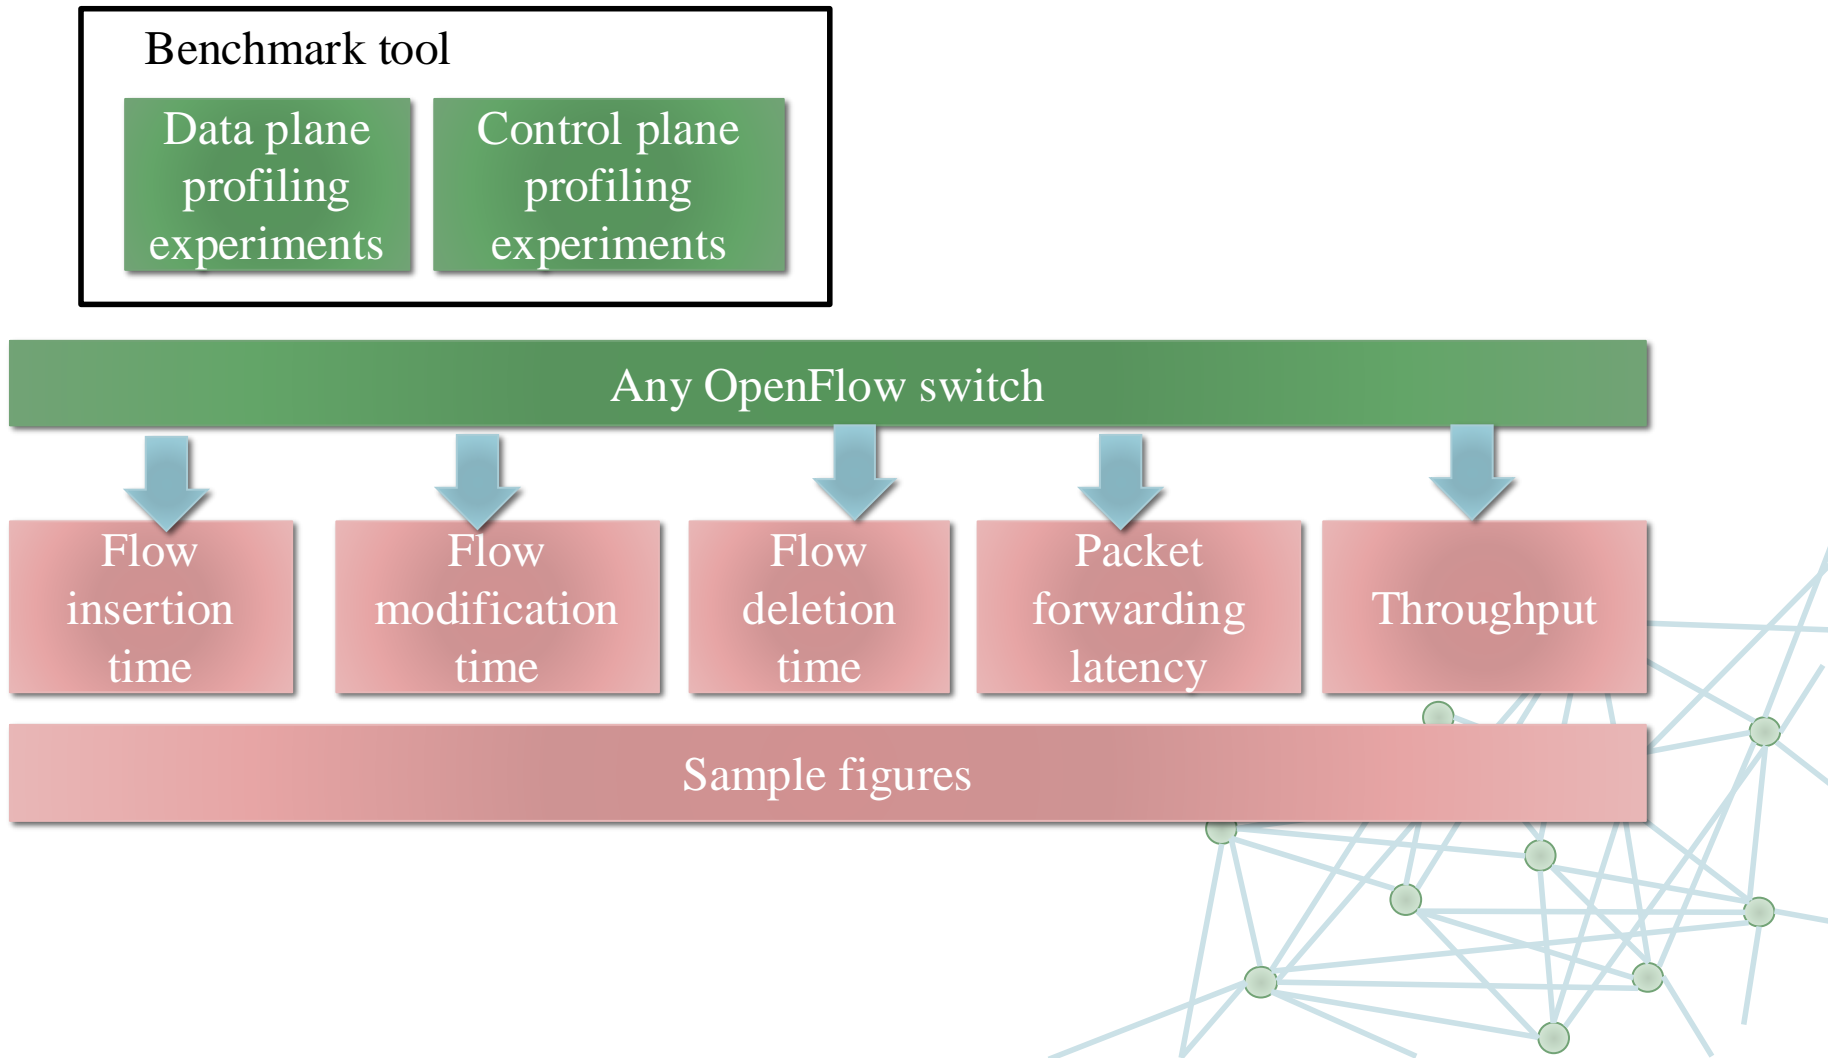 Benchmark tool
Data plane
profiling
experiments
Control plane
profiling
experiments
Any OpenFlow switch
Flow
insertion
time
Flow
modification
time
Flow
deletion
time
Packet
forwarding
latency
Throughput
Sample figures